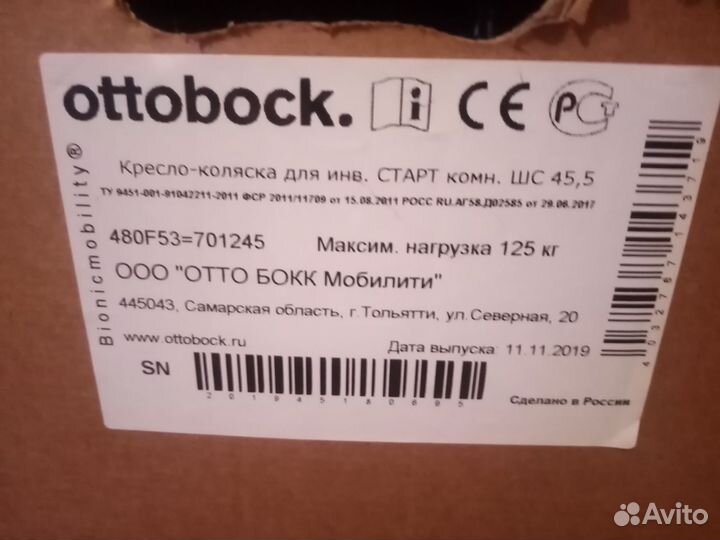 ottobock.
CE
Bionicmobility®
Кресло-коляска для инв. СТАРТ комн. ШС 45,5
ТУ 9451-001-91042211-2011 ФСР 2011/11709 от 15.08.2011 РОСС RU.АГ58.Д02585 от 29.06.2017
480F53=701245 Максим. нагрузка 125 кг
ООО "ОТТО БОКК Мобилити"
445043, Самарская область, г.Тольятти, ул.Северная, 20
www.ottobock.ru Дата выпуска: 11.11.2019
SN
201945180695
Сделано в России
Avito